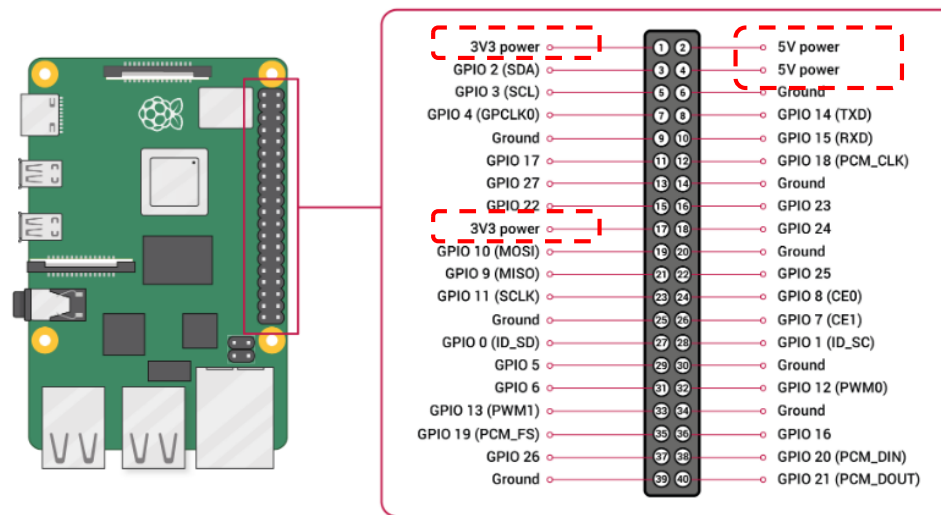 3V3 power 1 2 5V power
GPIO 2 (SDA) 3 4 5V power
GPIO 3 (SCL) 5 6 Ground
GPIO 4 (GPCLK0) 7 8 GPIO 14 (TXD)
Ground 9 10 GPIO 15 (RXD)
GPIO 17 11 12 GPIO 18 (PCM_CLK)
GPIO 27 13 14 Ground
GPIO 22 15 16 GPIO 23
3V3 power 17 18 GPIO 24
GPIO 10 (MOSI) 19 20 Ground
GPIO 9 (MISO) 21 22 GPIO 25
GPIO 11 (SCLK) 23 24 GPIO 8 (CE0)
Ground 25 26 GPIO 7 (CE1)
GPIO 0 (ID_SD) 27 28 GPIO 1 (ID_SC)
GPIO 5 29 30 Ground
GPIO 6 31 32 GPIO 12 (PWM0)
GPIO 13 (PWM1) 33 34 Ground
GPIO 19 (PCM_FS) 35 36 GPIO 16
GPIO 26 37 38 GPIO 20 (PCM_DIN)
Ground 39 40 GPIO 21 (PCM_DOUT)